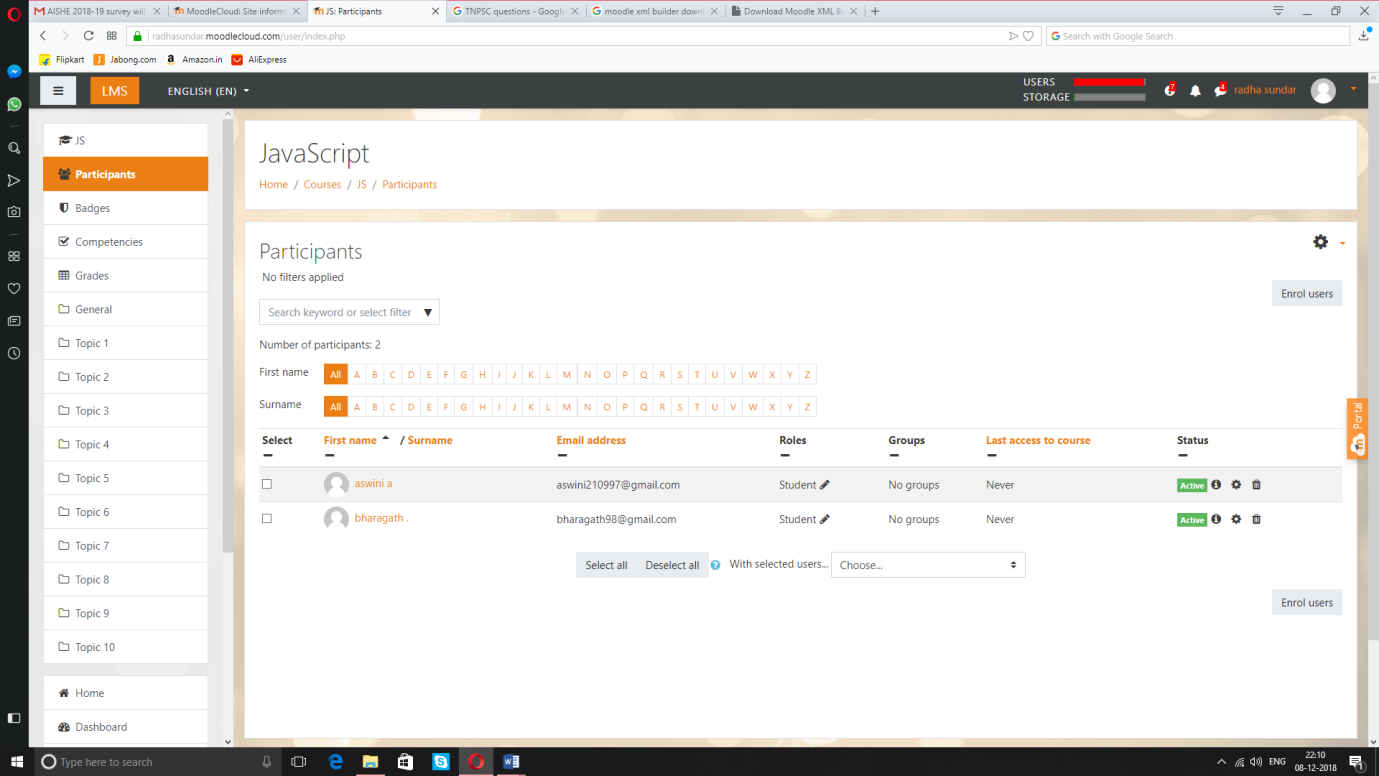 AISHE 2018-19 survey will
MoodleCloud: Site inform
JS: Participants
TNPSC questions - Google
moodle xml builder downl
Download Moodle XML B
radhasundar.moodlecloud.com/user/index.php
Search with Google Search
Flipkart
Jabong.com
Amazon.in
AliExpress
LMS
ENGLISH (EN)
USERS
STORAGE
7
4
radha sundar
JS
Participants
Badges
Competencies
Grades
General
Topic 1
Topic 2
Topic 3
Topic 4
Topic 5
Topic 6
Topic 7
Topic 8
Topic 9
Topic 10
Home
Dashboard
JavaScript
Home / Courses / JS / Participants
Participants
No filters applied
Enrol users
Search keyword or select filter ▼
Number of participants: 2
First name All A B C D E F G H I J K L M N O P Q R S T U V W X Y Z
Surname All A B C D E F G H I J K L M N O P Q R S T U V W X Y Z
Select First name / Surname Email address Roles Groups Last access to course Status
aswini a aswini210997@gmail.com Student No groups Never Active
bharagath . bharagath98@gmail.com Student No groups Never Active
Select all Deselect all With selected users... Choose...
Enrol users
Portal
Type here to search
ENG
22:10
08-12-2018
1